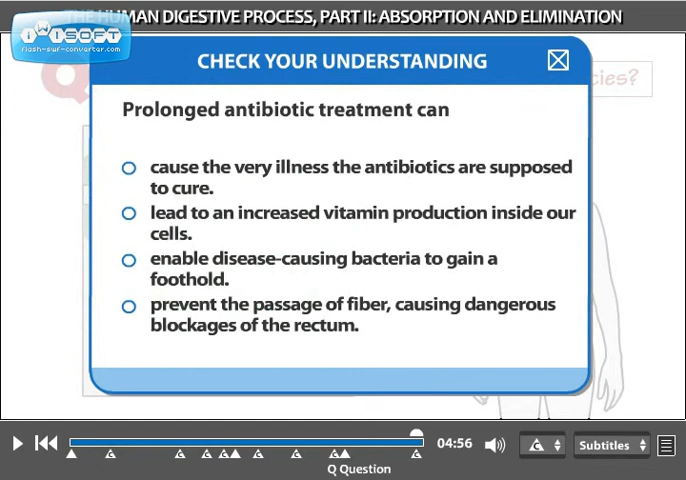 THE HUMAN DIGESTIVE PROCESS, PART II: ABSORPTION AND ELIMINATION
iWiSOFT
flash-swf-converter.com
CHECK YOUR UNDERSTANDING
Q
cies?
Prolonged antibiotic treatment can
cause the very illness the antibiotics are supposed
to cure.
lead to an increased vitamin production inside our
cells.
enable disease-causing bacteria to gain a
foothold.
prevent the passage of fiber, causing dangerous
blockages of the rectum.
04:56
Subtitles
Q Question